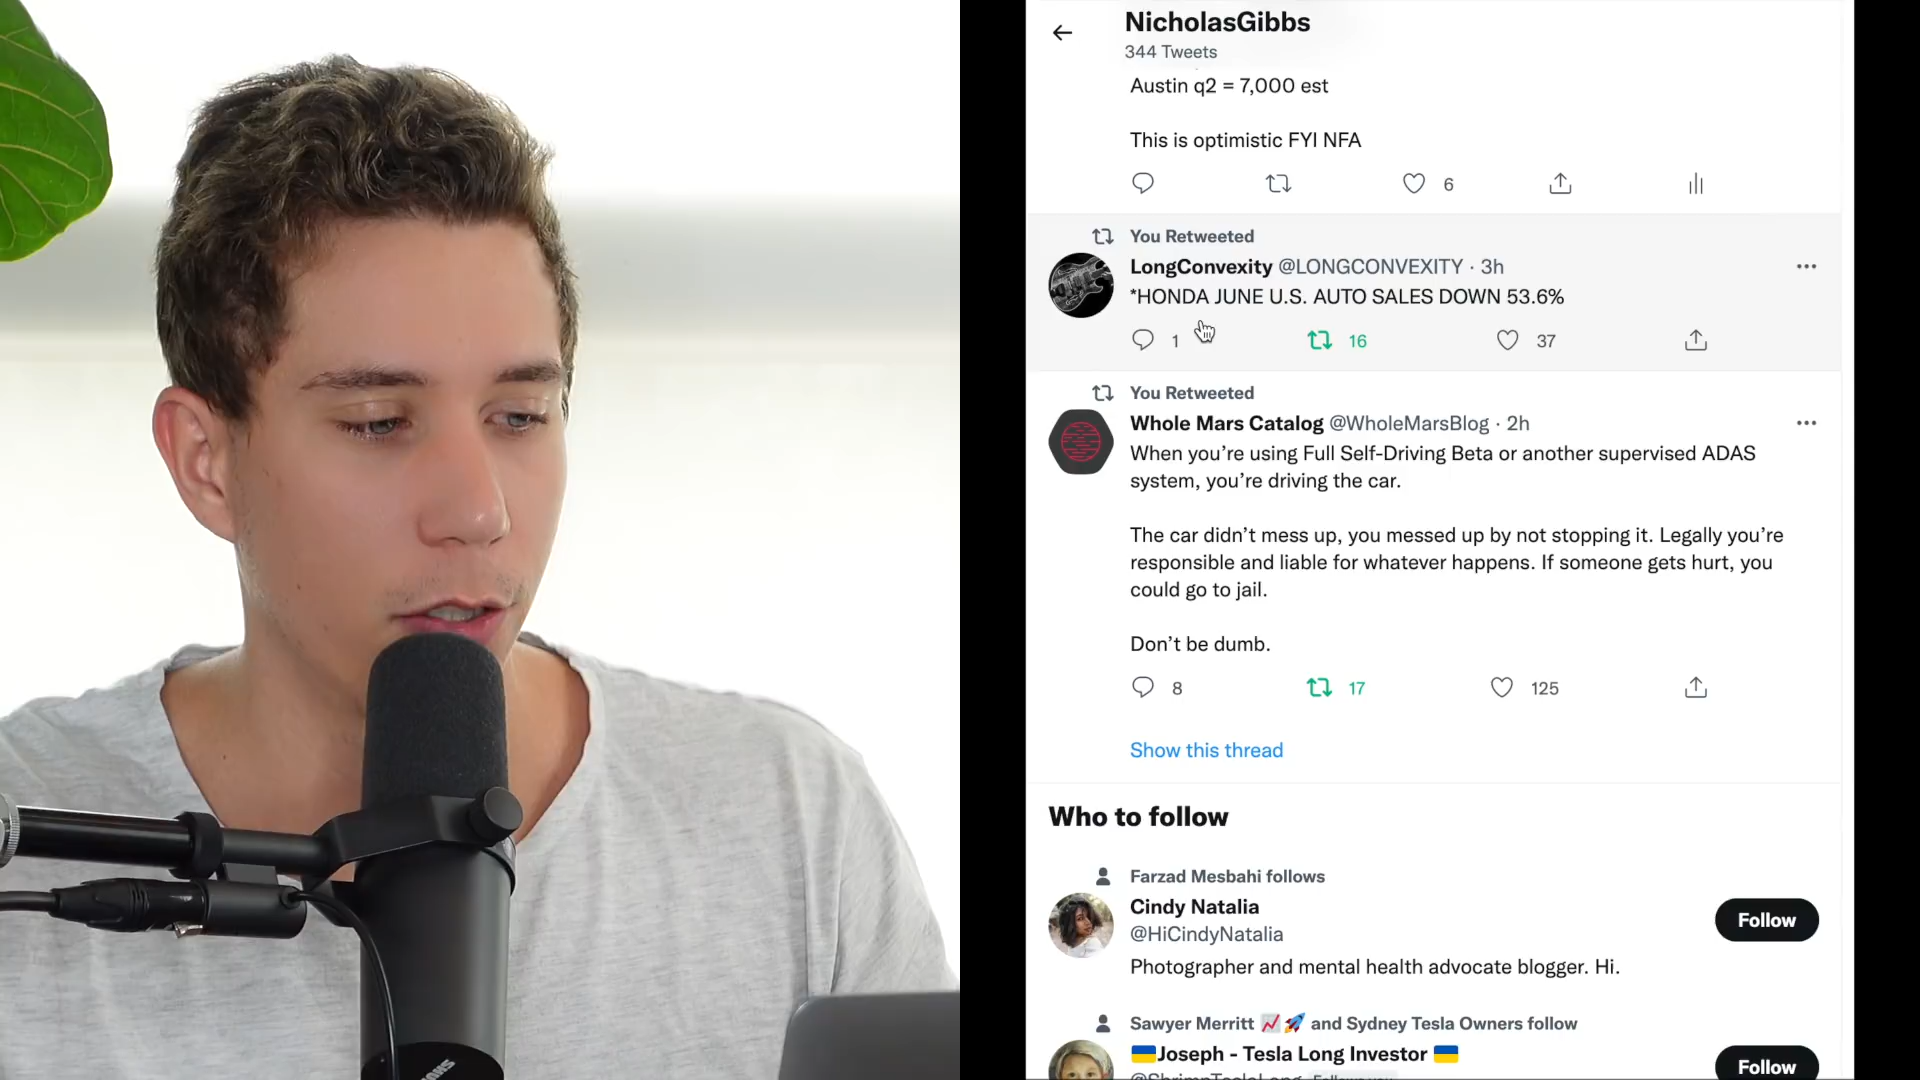 NicholasGibbs
344 Tweets
Austin q2 = 7,000 est
This is optimistic FYI NFA
6
You Retweeted
LongConvexity @LONGCONVEXITY · 3h
*HONDA JUNE U.S. AUTO SALES DOWN 53.6%
1 16 37
You Retweeted
Whole Mars Catalog @WholeMarsBlog · 2h
When you’re using Full Self-Driving Beta or another supervised ADAS
system, you’re driving the car.
The car didn’t mess up, you messed up by not stopping it. Legally you’re
responsible and liable for whatever happens. If someone gets hurt, you
could go to jail.
Don’t be dumb.
8 17 125
Show this thread
Who to follow
Farzad Mesbahi follows
Cindy Natalia
@HiCindyNatalia
Follow
Photographer and mental health advocate blogger. Hi.
Sawyer Merritt 📈🚀 and Sydney Tesla Owners follow
🇺🇦Joseph - Tesla Long Investor 🇺🇦
Follow